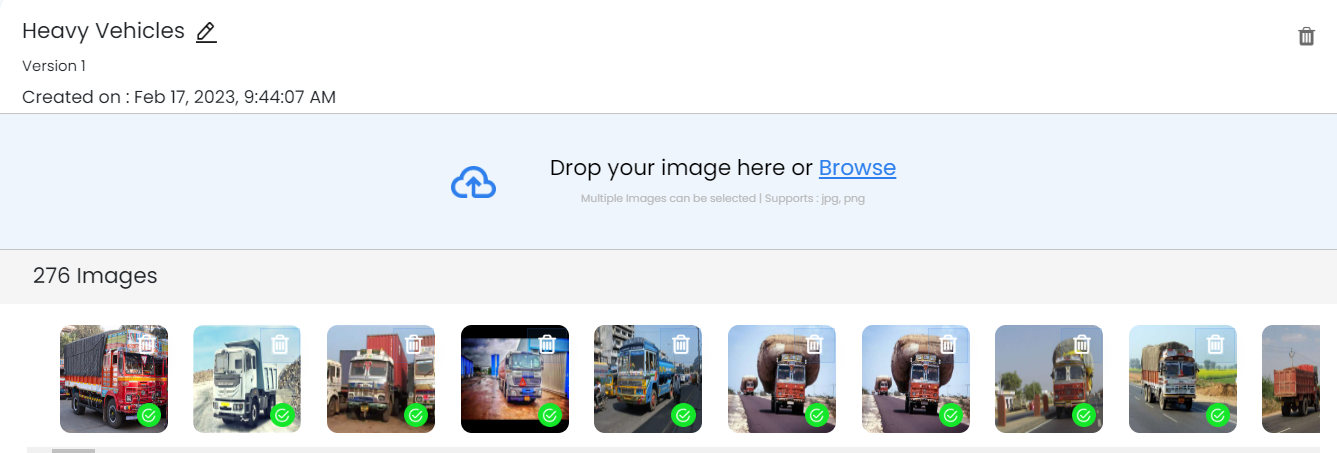 Heavy Vehicles
Version 1
Created on : Feb 17, 2023, 9:44:07 AM
Drop your image here or Browse
Multiple Images can be selected | Supports : jpg, png
276 Images